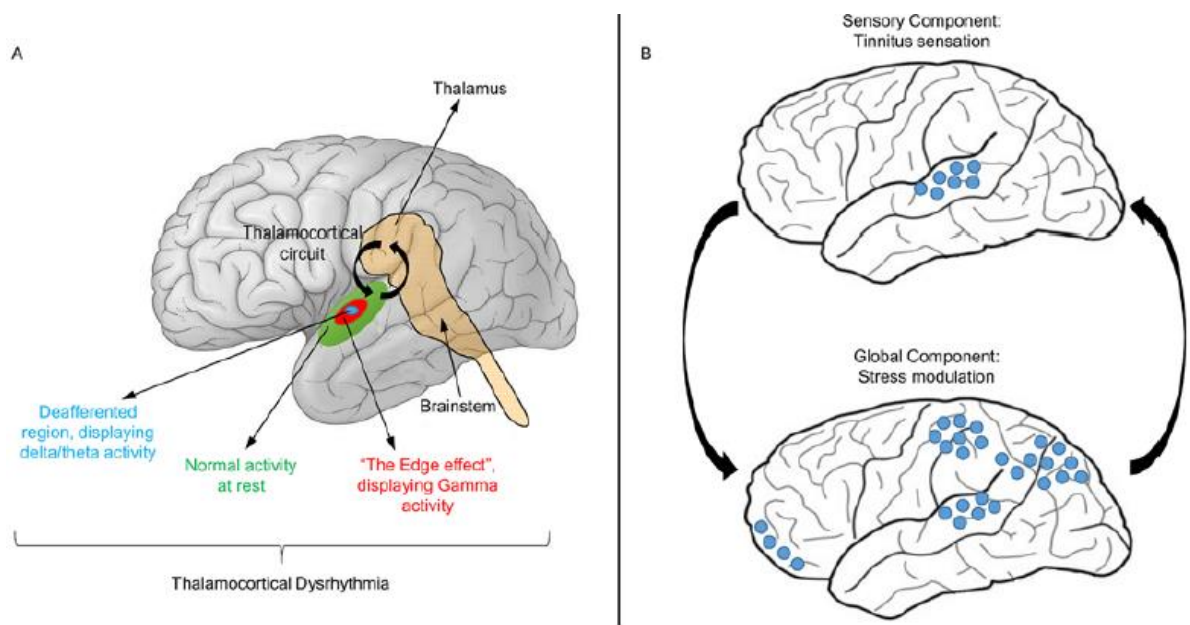 A
Thalamus
Thalamocortical
circuit
Brainstem
Deafferented
region, displaying
delta/theta activity
Normal activity
at rest
"The Edge effect",
displaying Gamma
activity
Thalamocortical Dysrhythmia
B
Sensory Component:
Tinnitus sensation
Global Component:
Stress modulation